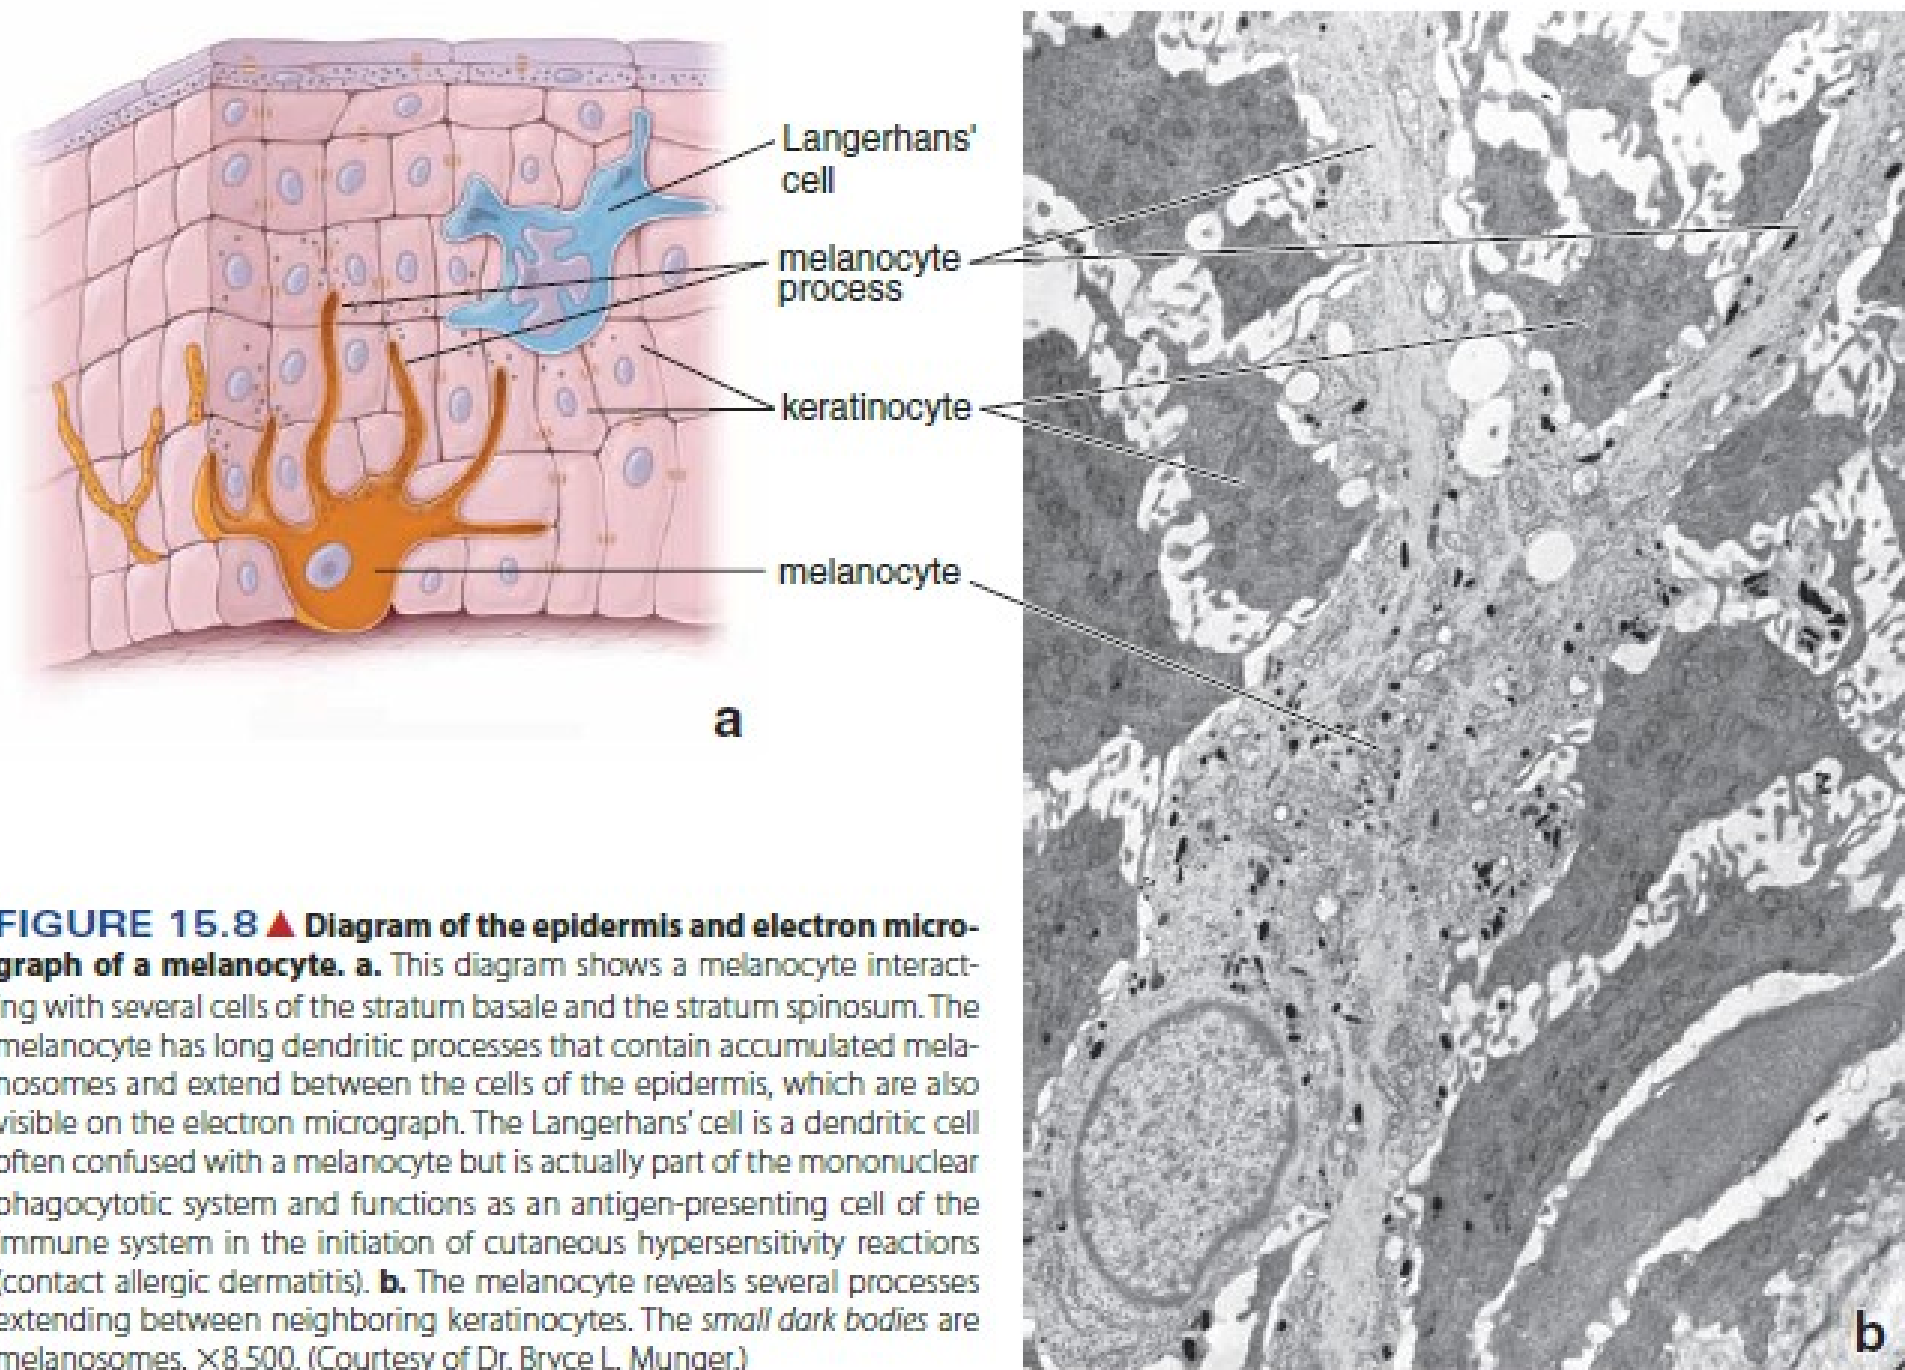 Langerhans'
cell
melanocyte
process
keratinocyte
melanocyte
a
b
FIGURE 15.8 ▲ Diagram of the epidermis and electron micro-
graph of a melanocyte. a. This diagram shows a melanocyte interact-
ing with several cells of the stratum basale and the stratum spinosum. The
melanocyte has long dendritic processes that contain accumulated mela-
nosomes and extend between the cells of the epidermis, which are also
visible on the electron micrograph. The Langerhans' cell is a dendritic cell
often confused with a melanocyte but is actually part of the mononuclear
phagocytotic system and functions as an antigen-presenting cell of the
immune system in the initiation of cutaneous hypersensitivity reactions
(contact allergic dermatitis). b. The melanocyte reveals several processes
extending between neighboring keratinocytes. The small dark bodies are
melanosomes. ×8,500. (Courtesy of Dr. Bryce L. Munger.)